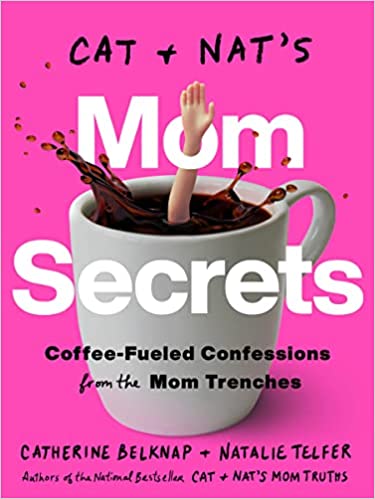 CAT + NAT'S
Mom
Secrets
Coffee-Fueled Confessions
from the Mom Trenches
CATHERINE BELKNAP + NATALIE TELFER
Authors of the National Bestseller CAT + NAT'S MOM TRUTHS